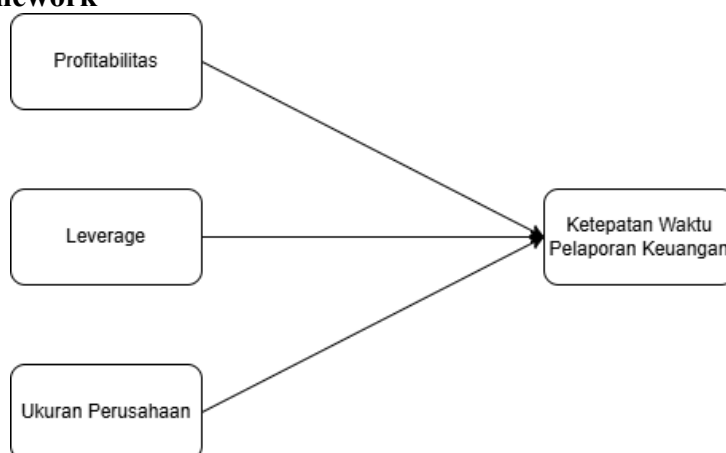 Profitabilitas
Leverage
Ketepatan Waktu
Pelaporan Keuangan
Ukuran Perusahaan